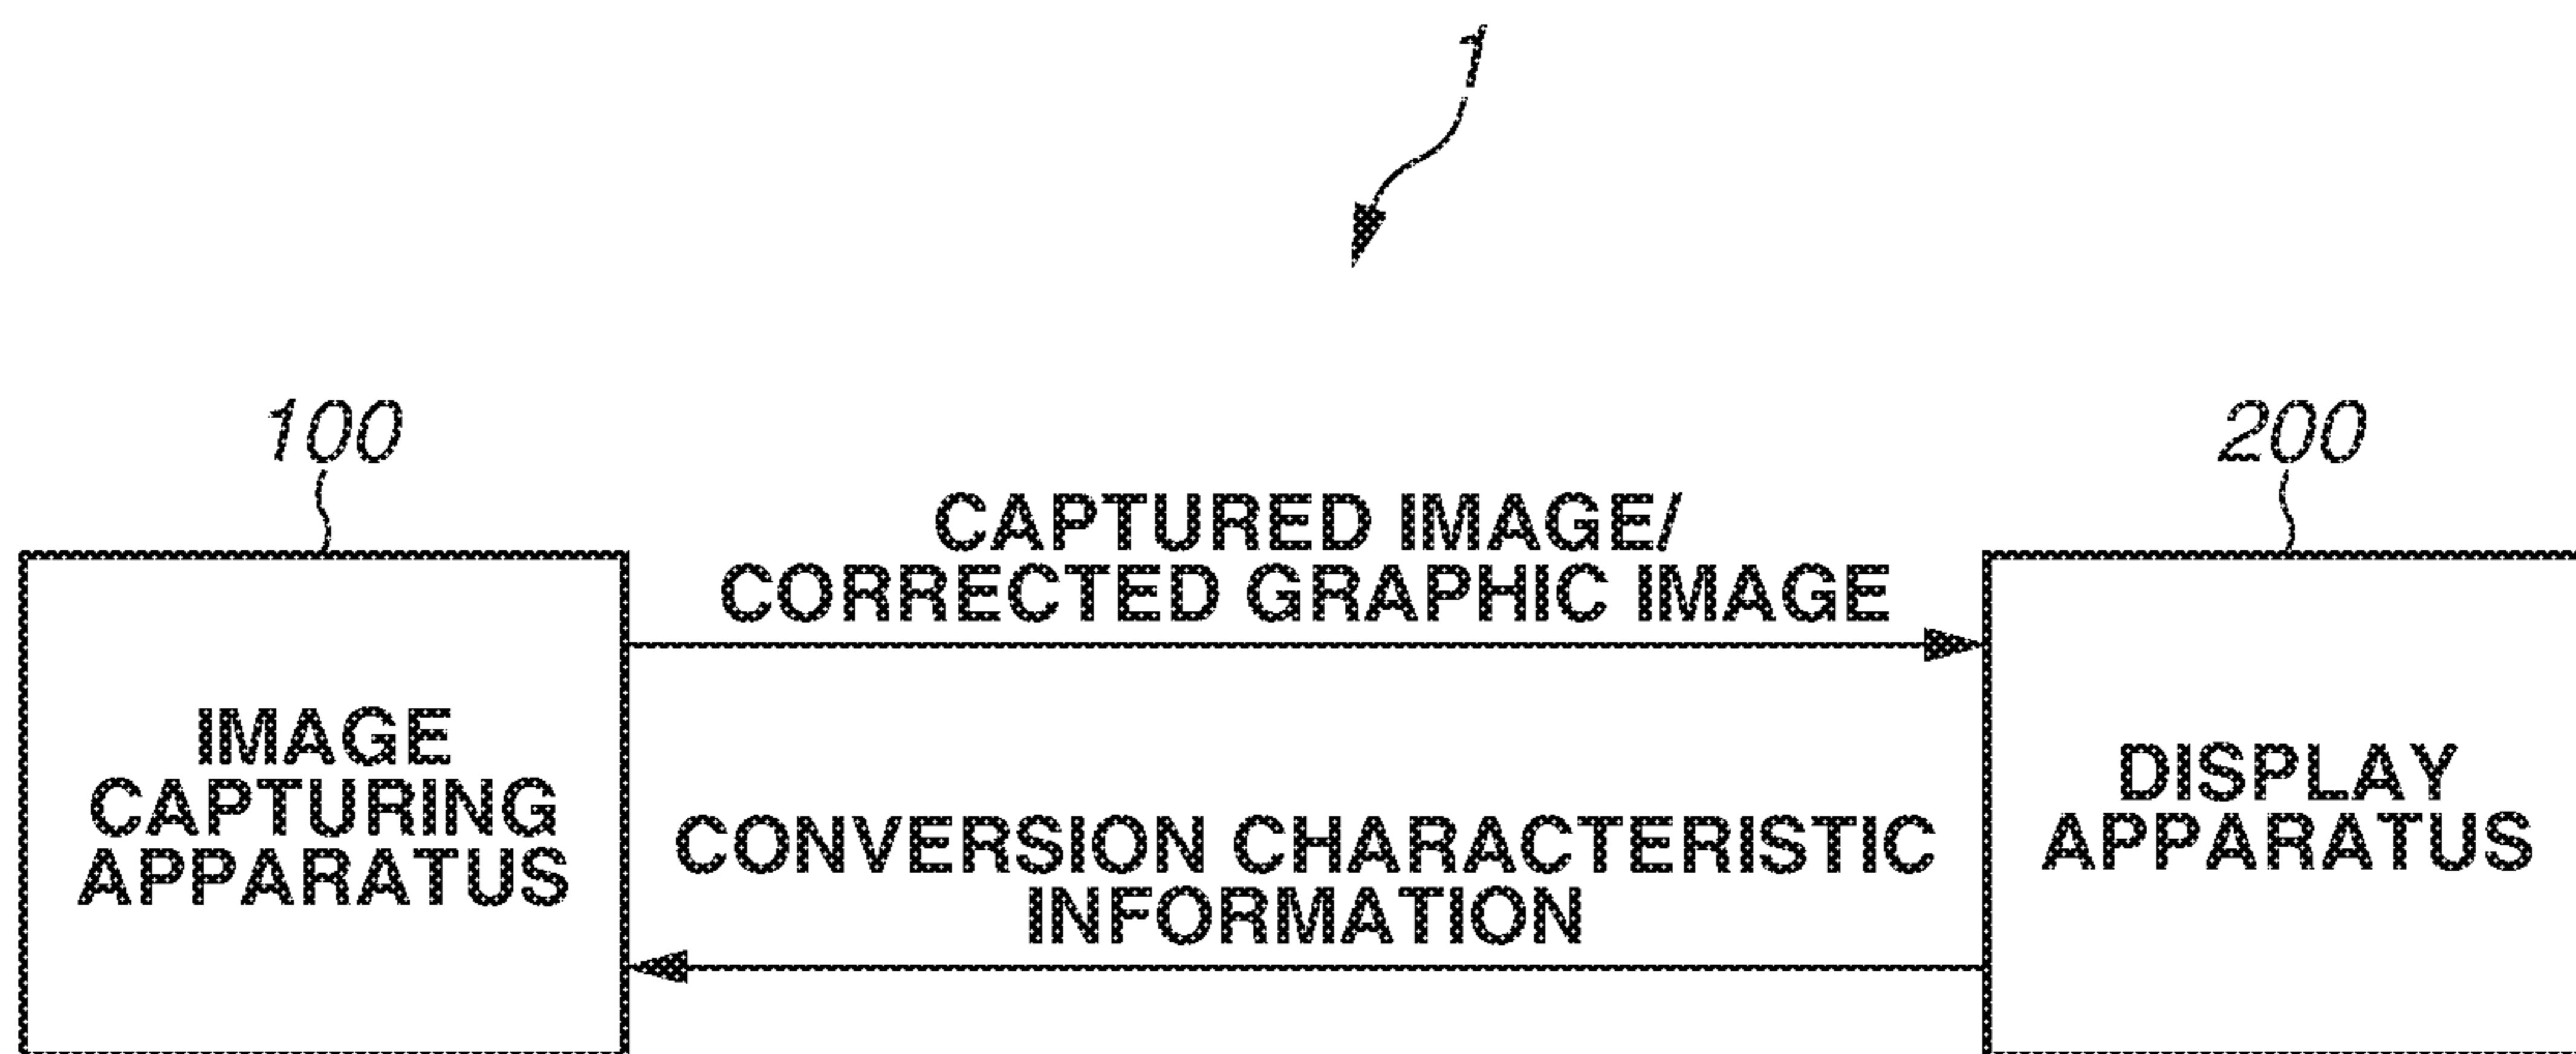 1
100
200
CAPTURED IMAGE/
CORRECTED GRAPHIC IMAGE
IMAGE
CAPTURING
APPARATUS
CONVERSION CHARACTERISTIC
INFORMATION
DISPLAY
APPARATUS